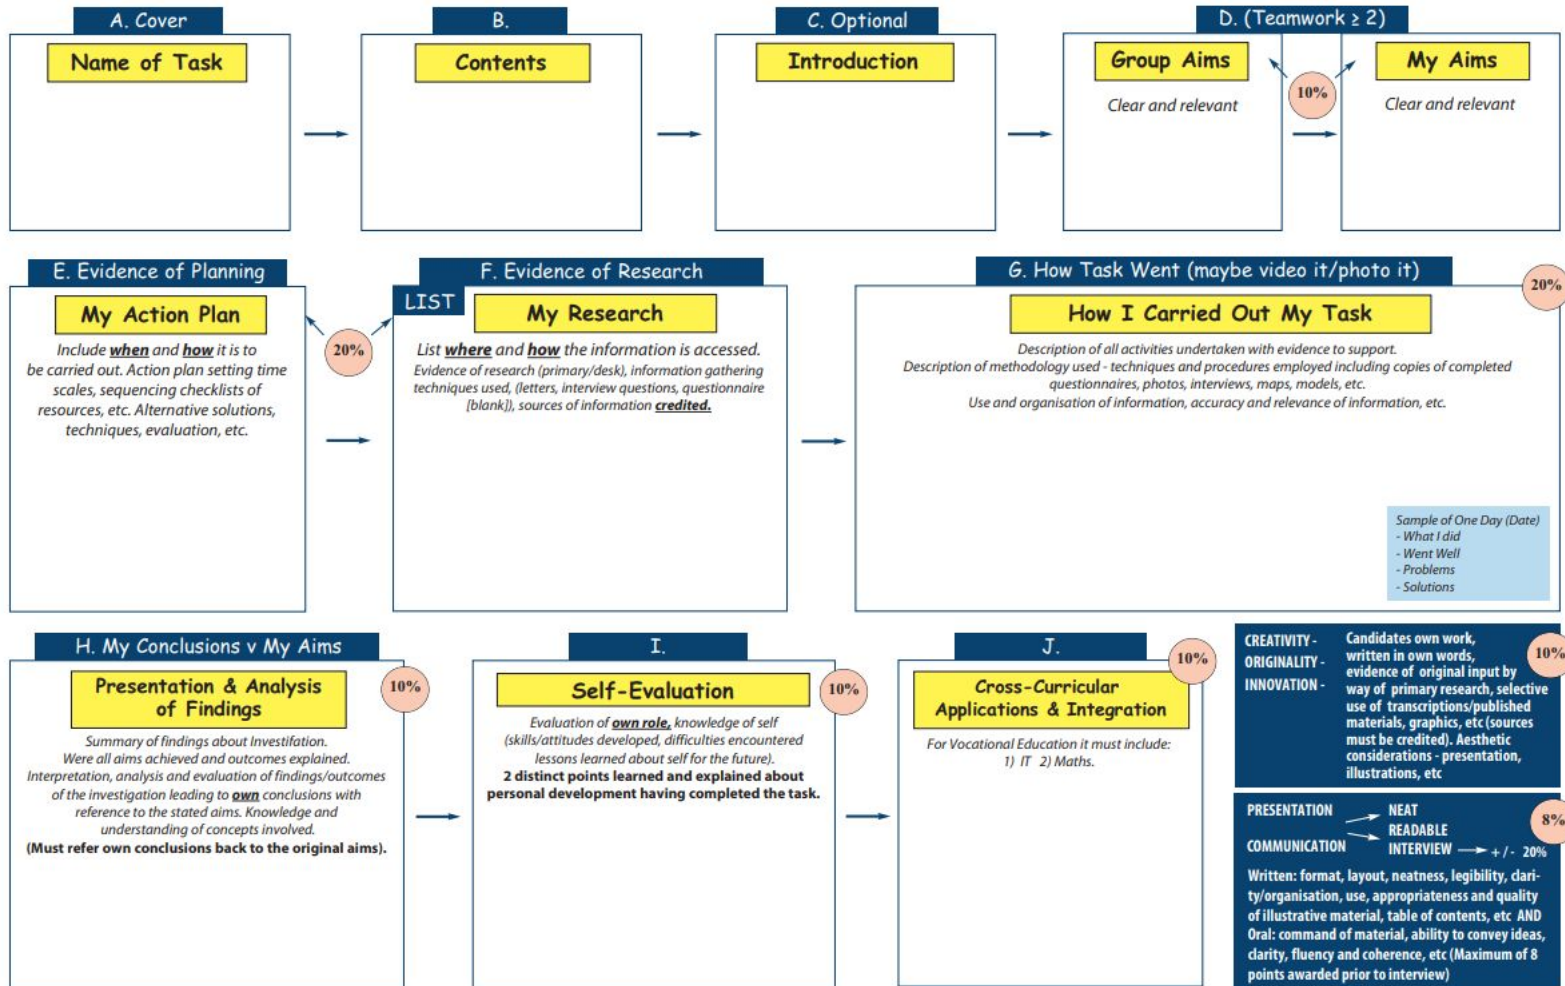 A. Cover
Name of Task
B.
Contents
C. Optional
Introduction
D. (Teamwork ≥ 2)
Group Aims
Clear and relevant
10%
My Aims
Clear and relevant
E. Evidence of Planning
My Action Plan
Include when and how it is to
be carried out. Action plan setting time
scales, sequencing checklists of
resources, etc. Alternative solutions,
techniques, evaluation, etc.
20%
F. Evidence of Research
LIST
My Research
List where and how the information is accessed.
Evidence of research (primary/desk), information gathering
techniques used, (letters, interview questions, questionnaire
[blank]), sources of information credited.
G. How Task Went (maybe video it/photo it)
20%
How I Carried Out My Task
Description of all activities undertaken with evidence to support.
Description of methodology used - techniques and procedures employed including copies of completed
questionnaires, photos, interviews, maps, models, etc.
Use and organisation of information, accuracy and relevance of information, etc.
Sample of One Day (Date)
- What I did
- Went Well
- Problems
- Solutions
H. My Conclusions v My Aims
10%
Presentation & Analysis
of Findings
Summary of findings about Investifation.
Were all aims achieved and outcomes explained.
Interpretation, analysis and evaluation of findings/outcomes
of the investigation leading to own conclusions with
reference to the stated aims. Knowledge and
understanding of concepts involved.
(Must refer own conclusions back to the original aims).
I.
10%
Self-Evaluation
Evaluation of own role, knowledge of self
(skills/attitudes developed, difficulties encountered
lessons learned about self for the future).
2 distinct points learned and explained about
personal development having completed the task.
J.
10%
Cross-Curricular
Applications & Integration
For Vocational Education it must include:
1) IT 2) Maths.
CREATIVITY -
ORIGINALITY -
INNOVATION -
Candidates own work,
written in own words,
evidence of original input by
way of primary research, selective
use of transcriptions/published
materials, graphics, etc (sources
must be credited). Aesthetic
considerations - presentation,
illustrations, etc
10%
PRESENTATION
COMMUNICATION
NEAT
READABLE
INTERVIEW + / - 20%
8%
Written: format, layout, neatness, legibility, clari-
ty/organisation, use, appropriateness and quality
of illustrative material, table of contents, etc AND
Oral: command of material, ability to convey ideas,
clarity, fluency and coherence, etc (Maximum of 8
points awarded prior to interview)